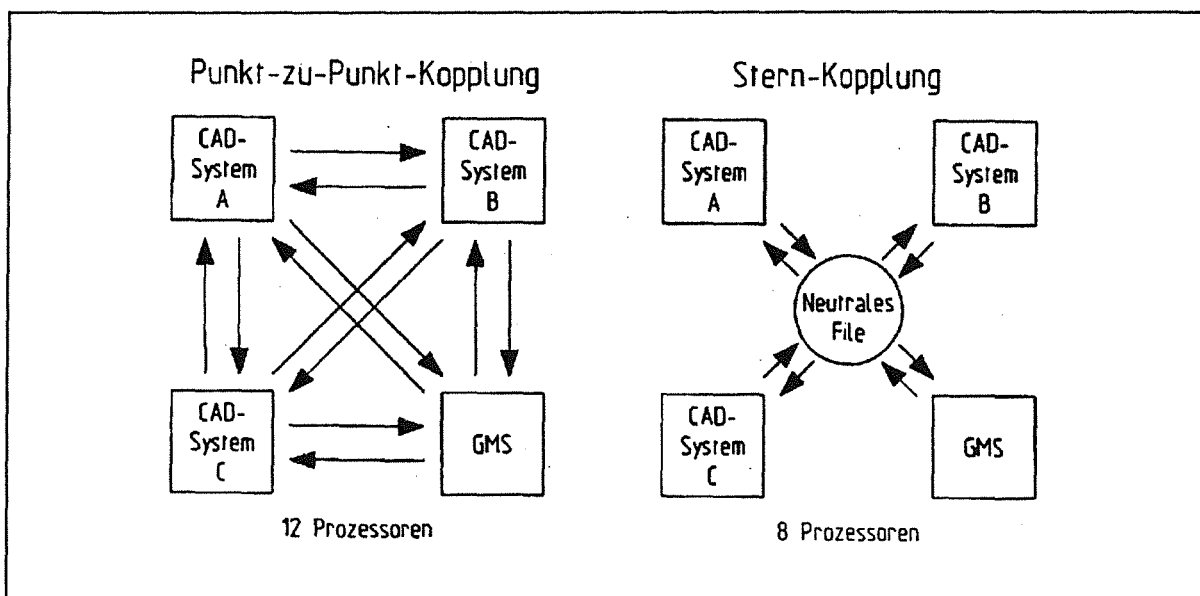 Punkt-zu-Punkt-Kopplung
CAD-
System
A
CAD-
System
B
CAD-
System
C
GMS
12 Prozessoren
Stern-Kopplung
CAD-
System
A
CAD-
System
B
Neutrales
File
CAD-
System
C
GMS
8 Prozessoren